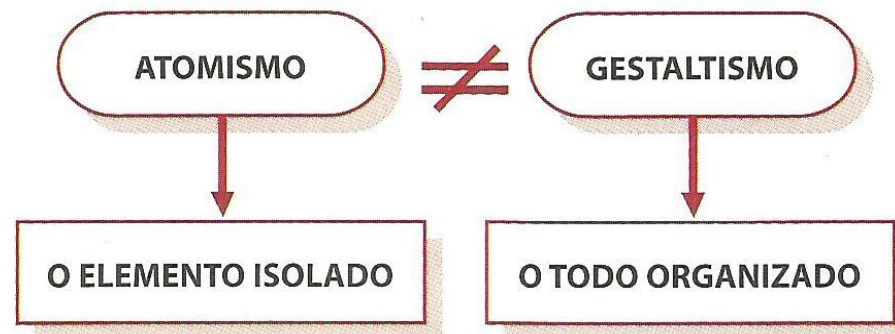 ATOMISMO
≠
GESTALTISMO
O ELEMENTO ISOLADO
O TODO ORGANIZADO